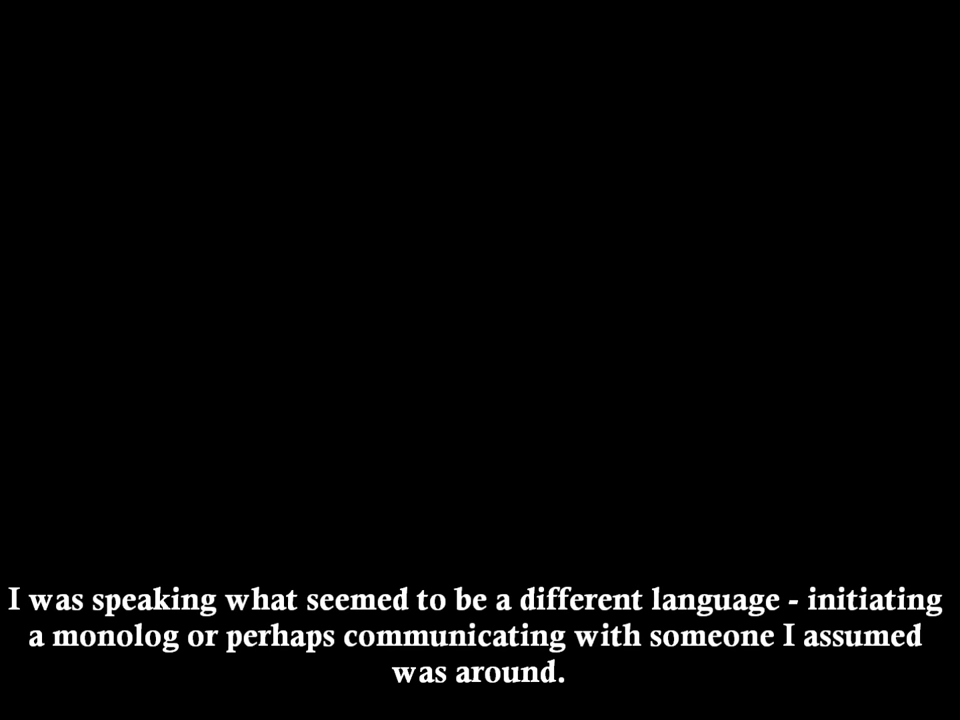 I was speaking what seemed to be a different language - initiating
a monolog or perhaps communicating with someone I assumed
was around.